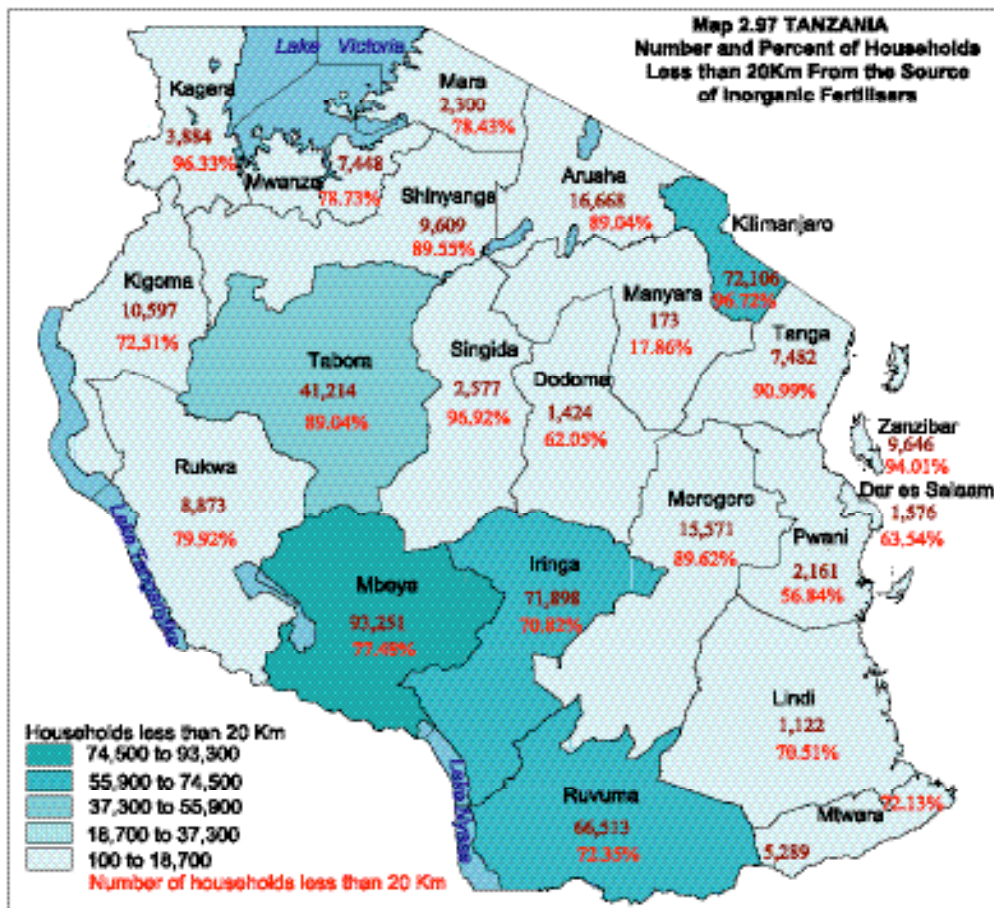 Map 2.97 TANZANIA
Number and Percent of Households
Less than 20Km From the Source
of Inorganic Fertilisers
Lake Victoria
Kagera
3,884
96.33%
Mara
2,300
78.43%
Mwanza
7,448
78.73%
Shinyanga
9,609
89.55%
Arusha
16,668
89.04%
Kilimanjaro
72,106
96.72%
Kigoma
10,597
72.51%
Manyara
173
17.86%
Tanga
7,482
90.99%
Tabora
41,214
89.04%
Singida
2,577
96.92%
Dodoma
1,424
62.05%
Zanzibar
9,646
94.01%
Rukwa
8,873
79.92%
Morogoro
15,571
89.62%
Dar es Salaam
1,576
63.54%
Pwani
2,161
56.84%
Lake Tanganyika
Mbeya
93,251
77.48%
Iringa
71,898
70.82%
Lindi
1,122
70.51%
Lake Nyasa
Ruvuma
66,513
72.35%
Mtwara
72.13%
5,289
Households less than 20 Km
74,500 to 93,300
55,900 to 74,500
37,300 to 55,900
18,700 to 37,300
100 to 18,700
Number of households less than 20 Km